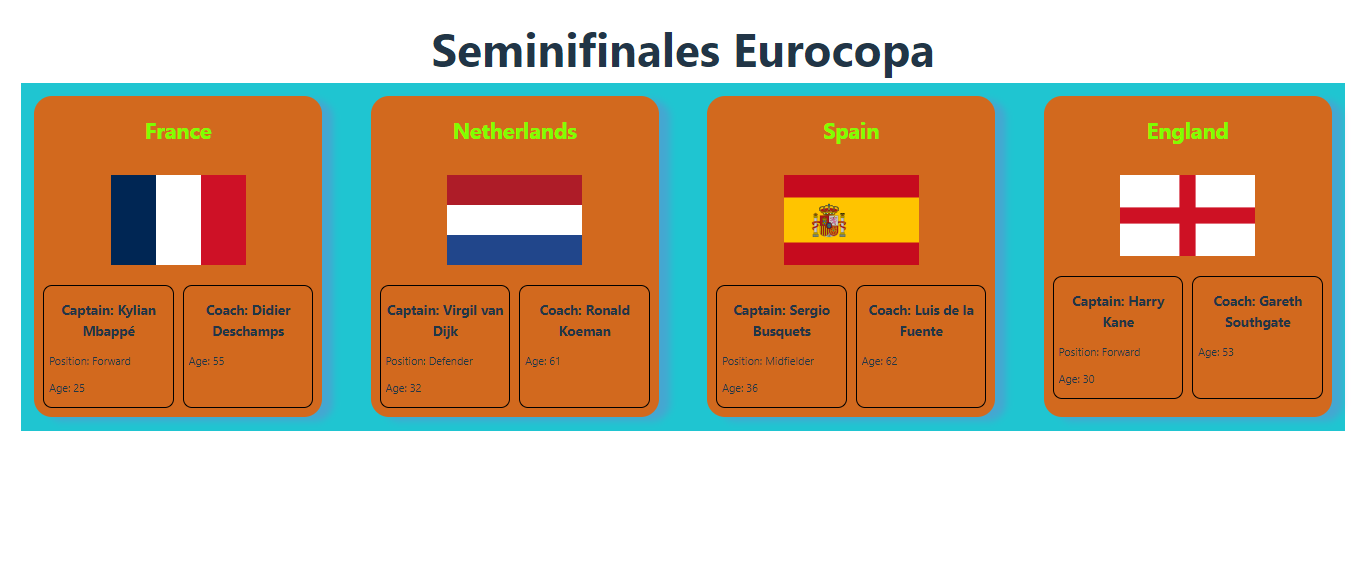 Seminifinales Eurocopa
France
Captain: Kylian
Mbappé
Position: Forward
Age: 25
Coach: Didier
Deschamps
Age: 55
Netherlands
Captain: Virgil van
Dijk
Position: Defender
Age: 32
Coach: Ronald
Koeman
Age: 61
Spain
Captain: Sergio
Busquets
Position: Midfielder
Age: 36
Coach: Luis de la
Fuente
Age: 62
England
Captain: Harry
Kane
Position: Forward
Age: 30
Coach: Gareth
Southgate
Age: 53